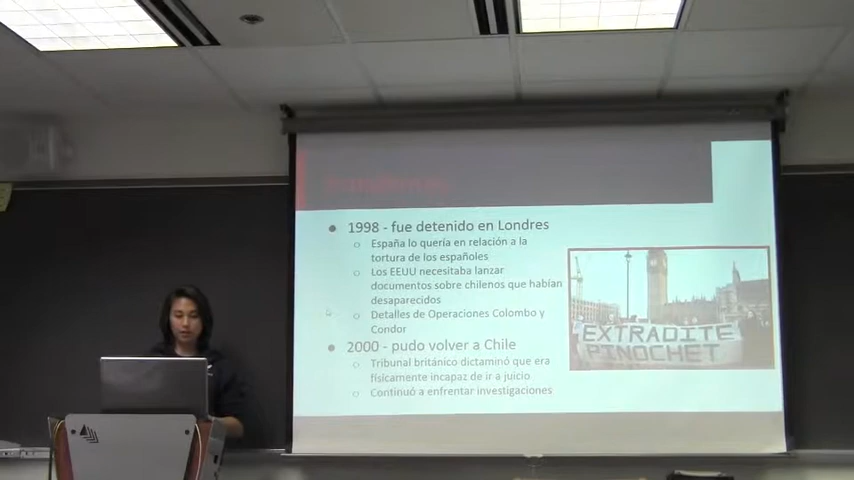 1998 - fue detenido en Londres
España lo quería en relación a la
tortura de los españoles
Los EEUU necesitaba lanzar
documentos sobre chilenos que habían
desaparecidos
Detalles de Operaciones Colombo y
Condor
2000 - pudo volver a Chile
Tribunal británico dictaminó que era
físicamente incapaz de ir a juicio
Continuó a enfrentar investigaciones
EXTRADITE
PINOCHET